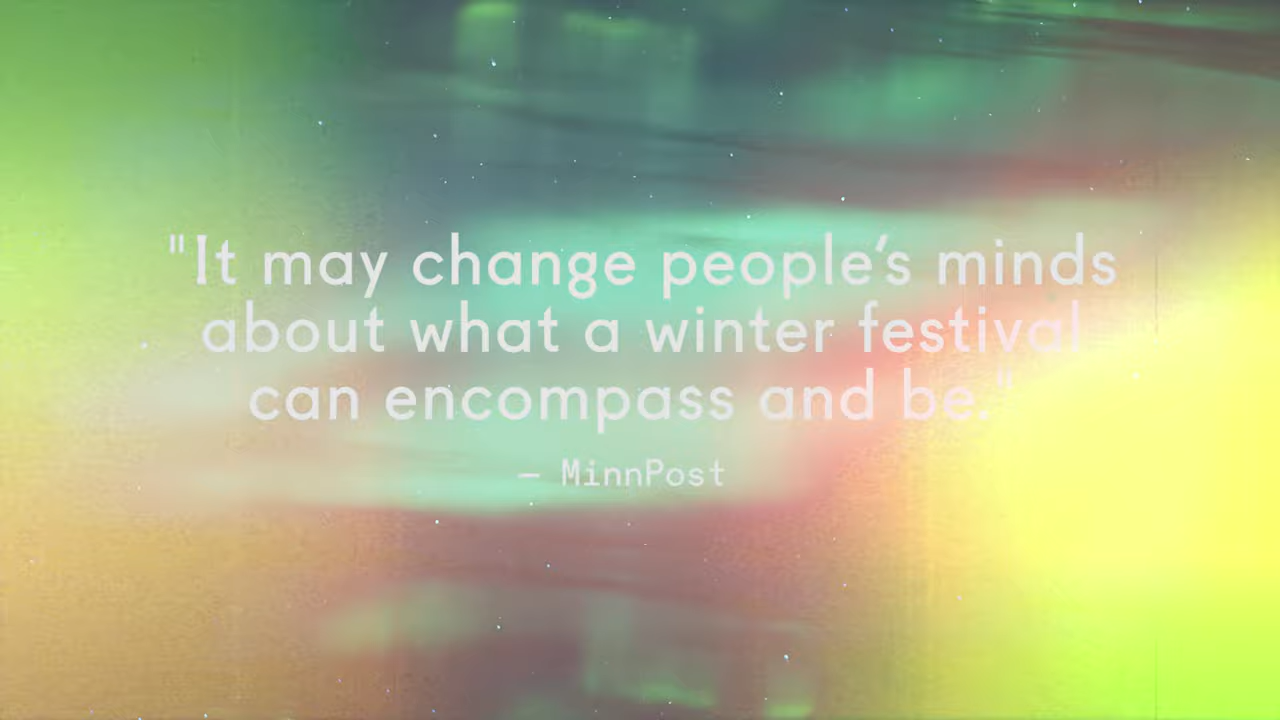 "It may change people’s minds
about what a winter festival
can encompass and be."
— MinnPost